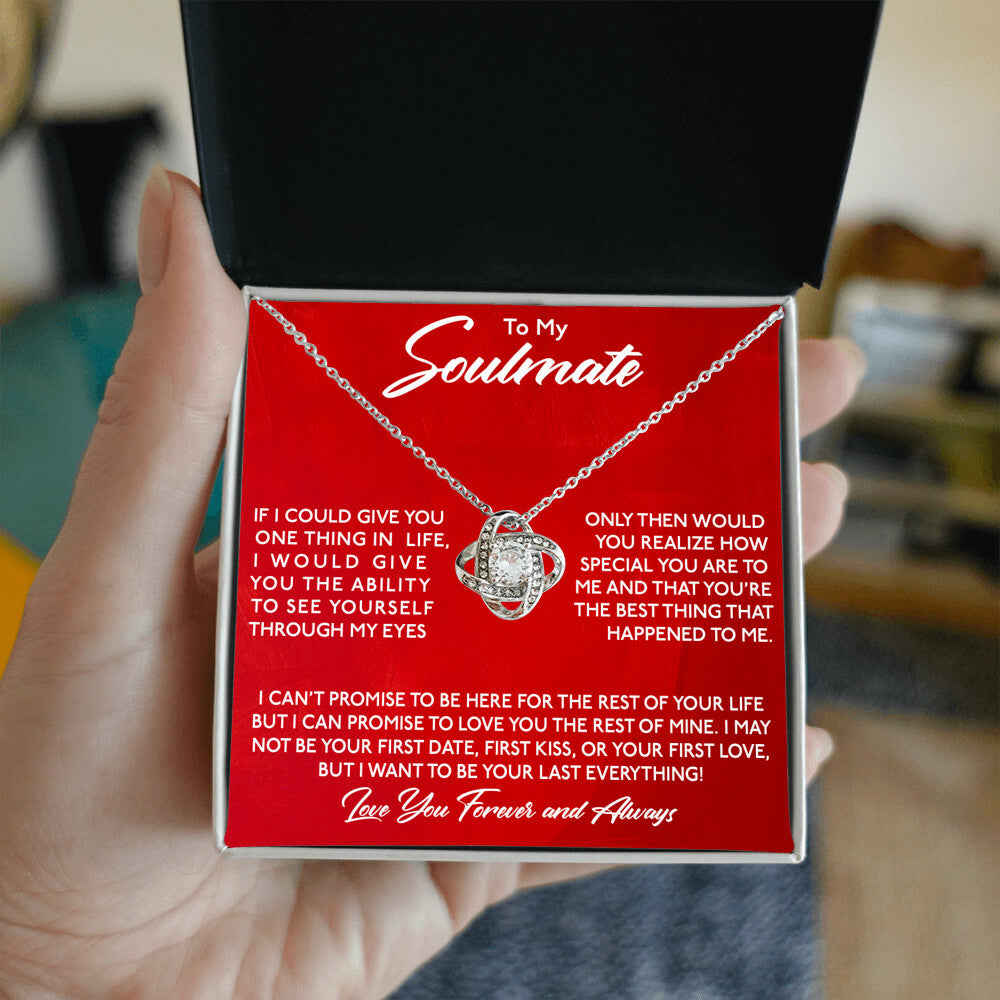 To My
Soulmate
IF I COULD GIVE YOU
ONE THING IN LIFE,
I WOULD GIVE
YOU THE ABILITY
TO SEE YOURSELF
THROUGH MY EYES
ONLY THEN WOULD
YOU REALIZE HOW
SPECIAL YOU ARE TO
ME AND THAT YOU'RE
THE BEST THING THAT
HAPPENED TO ME.
I CAN'T PROMISE TO BE HERE FOR THE REST OF YOUR LIFE
BUT I CAN PROMISE TO LOVE YOU THE REST OF MINE. I MAY
NOT BE YOUR FIRST DATE, FIRST KISS, OR YOUR FIRST LOVE,
BUT I WANT TO BE YOUR LAST EVERYTHING!
Love You Forever and Always